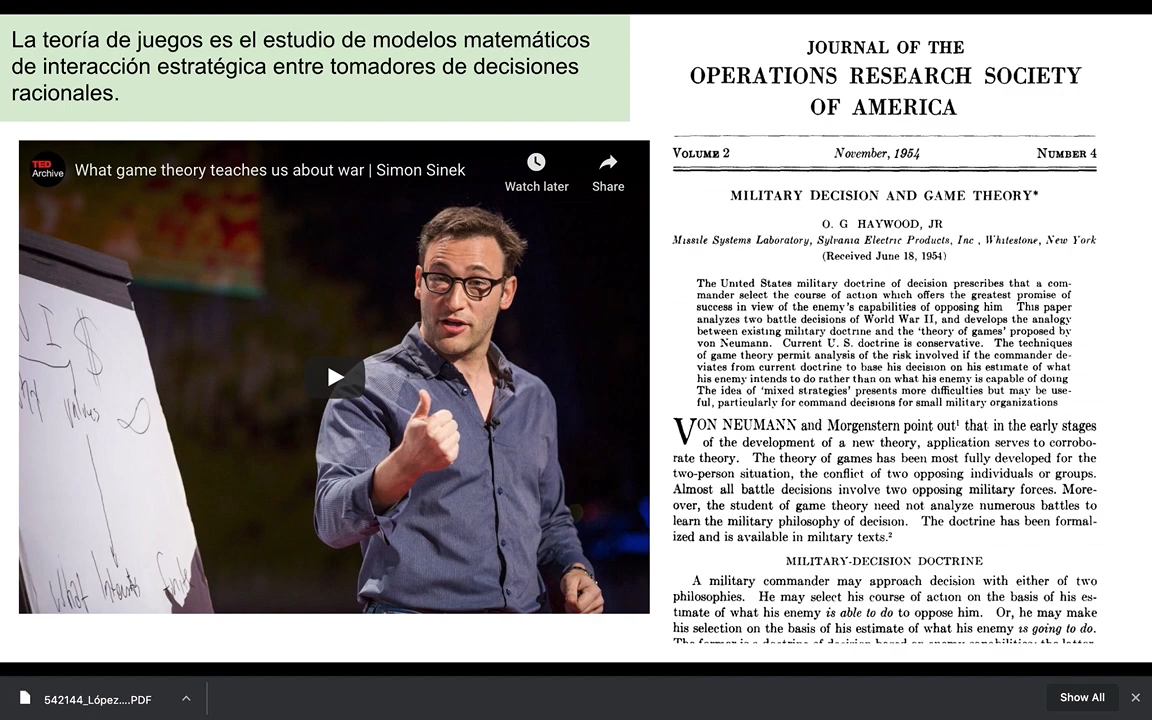 La teoría de juegos es el estudio de modelos matemáticos
de interacción estratégica entre tomadores de decisiones
racionales.
TED
Archive
What game theory teaches us about war | Simon Sinek
Watch later
Share
$
values
What
JOURNAL OF THE
OPERATIONS RESEARCH SOCIETY
OF AMERICA
VOLUME 2 November, 1954 NUMBER 4
MILITARY DECISION AND GAME THEORY*
O. G HAYWOOD, JR
Missile Systems Laboratory, Sylvania Electric Products, Inc , Whitestone, New York
(Received June 18, 1954)
The United States military doctrine of decision prescribes that a com-
mander select the course of action which offers the greatest promise of
success in view of the enemy's capabilities of opposing him This paper
analyzes two battle decisions of World War II, and develops the analogy
between existing military doctrine and the 'theory of games' proposed by
von Neumann. Current U. S. doctrine is conservative. The techniques
of game theory permit analysis of the risk involved if the commander de-
viates from current doctrine to base his decision on his estimate of what
his enemy intends to do rather than on what his enemy is capable of doing
The idea of 'mixed strategies' presents more difficulties but may be use-
ful, particularly for command decisions for small military organizations
VON NEUMANN and Morgenstern point out¹ that in the early stages
of the development of a new theory, application serves to corrobo-
rate theory. The theory of games has been most fully developed for the
two-person situation, the conflict of two opposing individuals or groups.
Almost all battle decisions involve two opposing military forces. More-
over, the student of game theory need not analyze numerous battles to
learn the military philosophy of decision. The doctrine has been formal-
ized and is available in military texts.²
MILITARY-DECISION DOCTRINE
A military commander may approach decision with either of two
philosophies. He may select his course of action on the basis of his es-
timate of what his enemy is able to do to oppose him. Or, he may make
his selection on the basis of his estimate of what his enemy is going to do.
The former is a doctrine of decision based on enemy capabilities; the latter,
542144_López....PDF
Show All